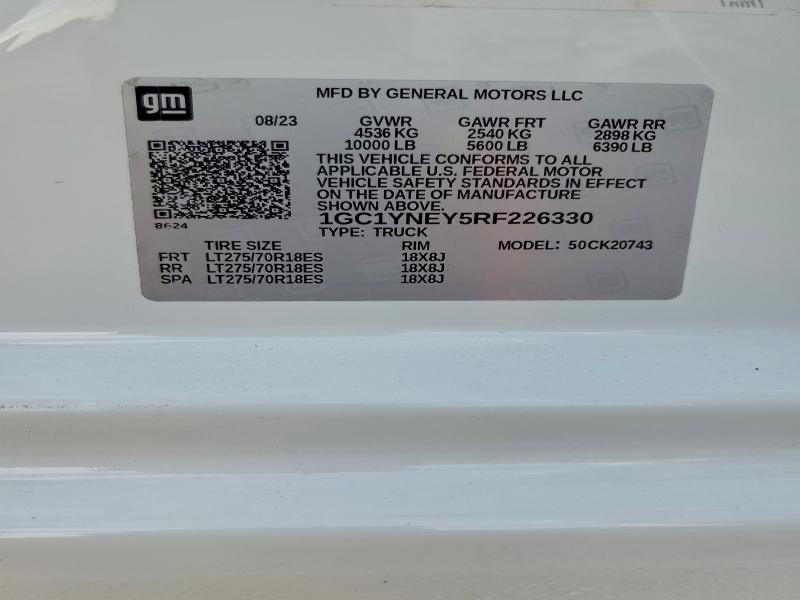 gm
MFD BY GENERAL MOTORS LLC
08/23 GVWR GAWR FRT GAWR RR
4536 KG 2540 KG 2898 KG
10000 LB 5600 LB 6390 LB
THIS VEHICLE CONFORMS TO ALL
APPLICABLE U.S. FEDERAL MOTOR
VEHICLE SAFETY STANDARDS IN EFFECT
ON THE DATE OF MANUFACTURE
SHOWN ABOVE.
8624
1GC1YNEY5RF226330
TYPE: TRUCK MODEL: 50CK20743
TIRE SIZE RIM
FRT LT275/70R18ES 18X8J
RR LT275/70R18ES 18X8J
SPA LT275/70R18ES 18X8J